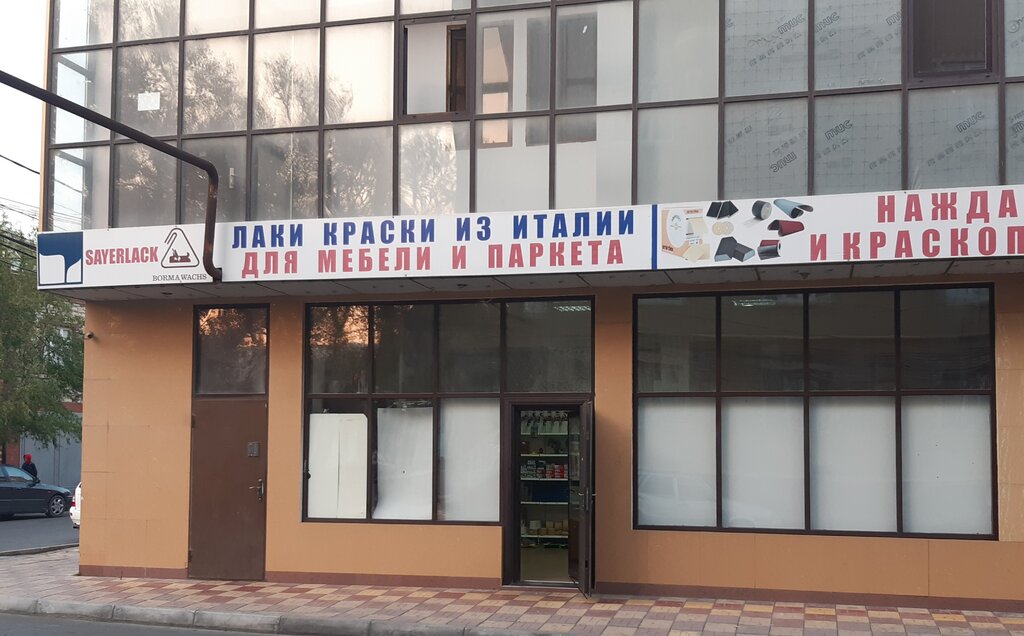 SAYERLACK
BORMA WACHS
ЛАКИ КРАСКИ ИЗ ИТАЛИИ
ДЛЯ МЕБЕЛИ И ПАРКЕТА
НАЖДА
И КРАСКОП